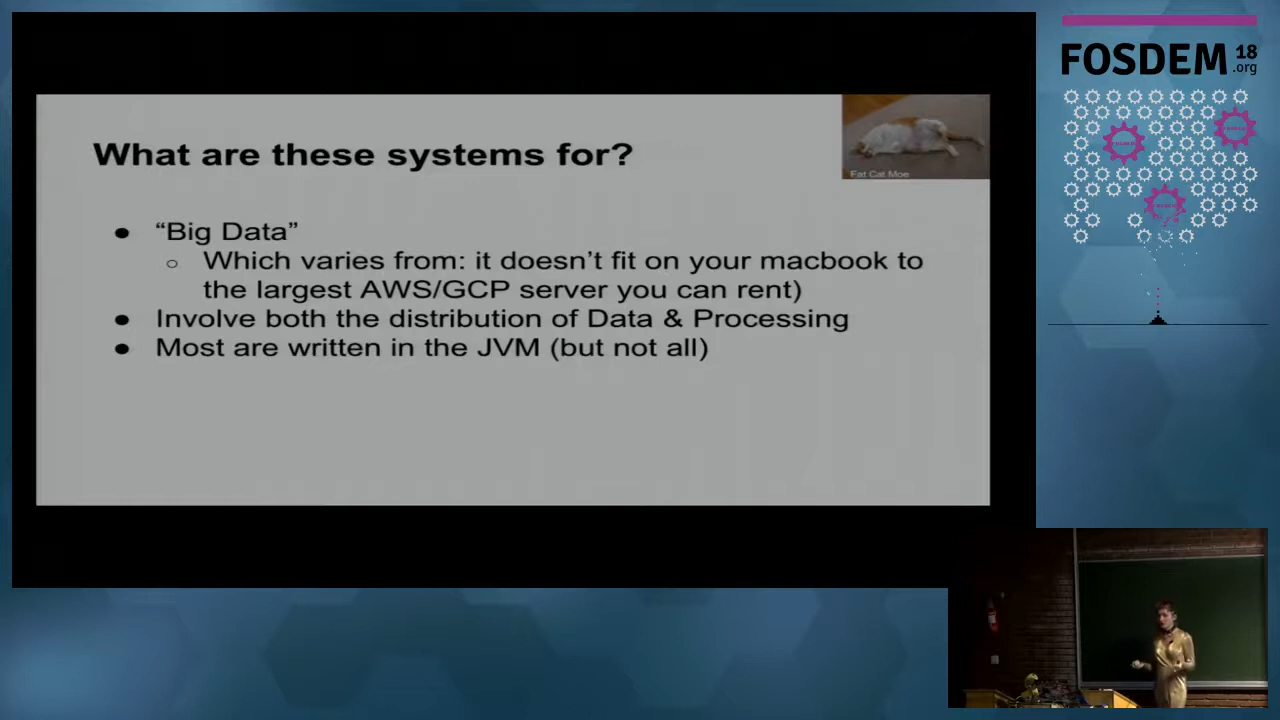 What are these systems for?
Fat Cat Moe
● “Big Data”
○ Which varies from: it doesn’t fit on your macbook to
the largest AWS/GCP server you can rent)
● Involve both the distribution of Data & Processing
● Most are written in the JVM (but not all)
FOSDEM 18
.org